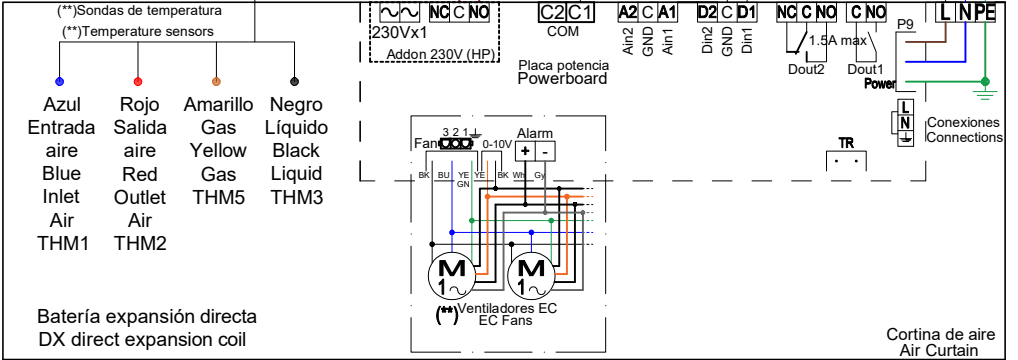 (**)Sondas de temperatura
(**)Temperature sensors
Azul
Entrada
aire
Blue
Inlet
Air
THM1
Rojo
Salida
aire
Red
Outlet
Air
THM2
Amarillo
Gas
Yellow
Gas
THM5
Negro
Líquido
Black
Liquid
THM3
Batería expansión directa
DX direct expansion coil
NC C NO
230Vx1
Addon 230V (HP)
C2 C1
COM
A2 C A1
Ain2
GND
Ain1
D2 C D1
Din2
GND
Din1
NC C NO
C NO
1.5A max
Dout2
Dout1
P9
L N PE
Power
Placa potencia
Powerboard
L
N
Conexiones
Connections
TR
Fan
3 2 1
0-10V
Alarm
+ -
BK
BU
YE
GN
YE
BK
Wh
Gy
M
1
M
1
(**)
Ventiladores EC
EC Fans
Cortina de aire
Air Curtain